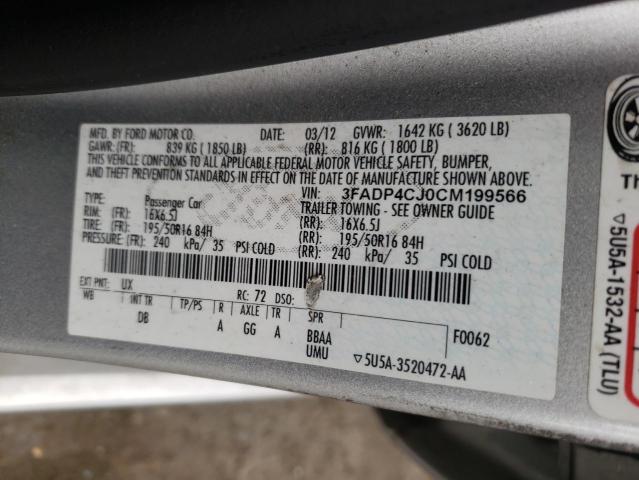 MFD. BY FORD MOTOR CO. DATE: 03/12 GVWR: 1642 KG ( 3620 LB)
GAWR: (FR): 839 KG ( 1850 LB) (RR): 816 KG ( 1800 LB)
THIS VEHICLE CONFORMS TO ALL APPLICABLE FEDERAL MOTOR VEHICLE SAFETY, BUMPER,
AND THEFT PREVENTION STANDARDS IN EFFECT ON THE DATE OF MANUFACTURE SHOWN ABOVE.
VIN: 3FADP4CJ0CM199566
TYPE: Passenger Car TRAILER TOWING - SEE OWNER GUIDE
RIM: (FR): 16X6.5J (RR): 16X6.5J
TIRE: (FR): 195/50R16 84H (RR): 195/50R16 84H
PRESSURE: (FR): 240 kPa/ 35 PSI COLD (RR): 240 kPa/ 35 PSI COLD
EXT PNT: UX RC: 72 DSO:
WB INT TR TP/PS R AXLE TR SPR
DB A GG A BBAA F0062
UMU ▽5U5A-3520472-AA
TH
▽5U5A-1532-AA (TLU)